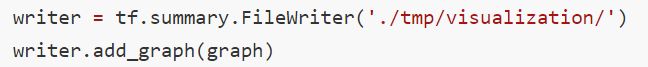 writer = tf.summary.FileWriter('./tmp/visualization/')
writer.add_graph(graph)